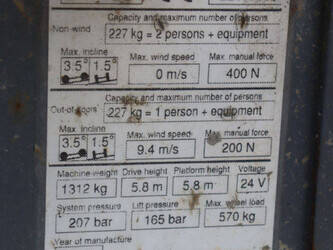 Capacity and maximum number of persons
Non-wind
227 kg = 2 persons + equipment
Max. incline Max. wind speed Max. manual force
3.5° 1.5° 0 m/s 400 N
Capacity and maximum number of persons
Out-of-doors
227 kg = 1 person + equipment
Max. incline Max. wind speed Max. manual force
3.5° 1.5° 9.4 m/s 200 N
Machine weight Drive height Platform height Voltage
1312 kg 5.8 m 5.8 m 24 V
System pressure Lift pressure Max. wheel load
207 bar 165 bar 570 kg
Year of manufacture